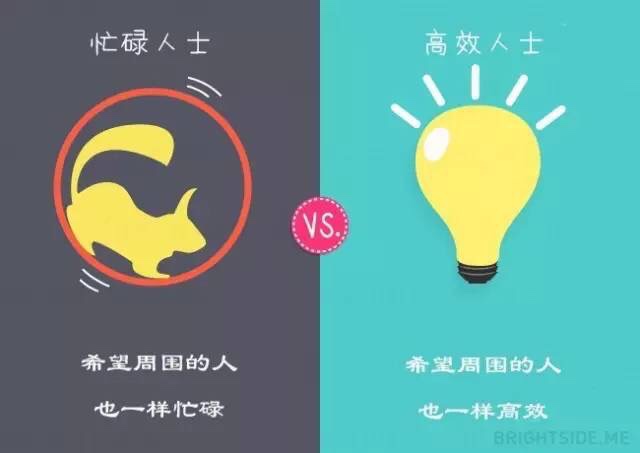 忙碌人士
高效人士
VS.
希望周围的人
也一样忙碌
希望周围的人
也一样高效
BRIGHTSIDE.ME